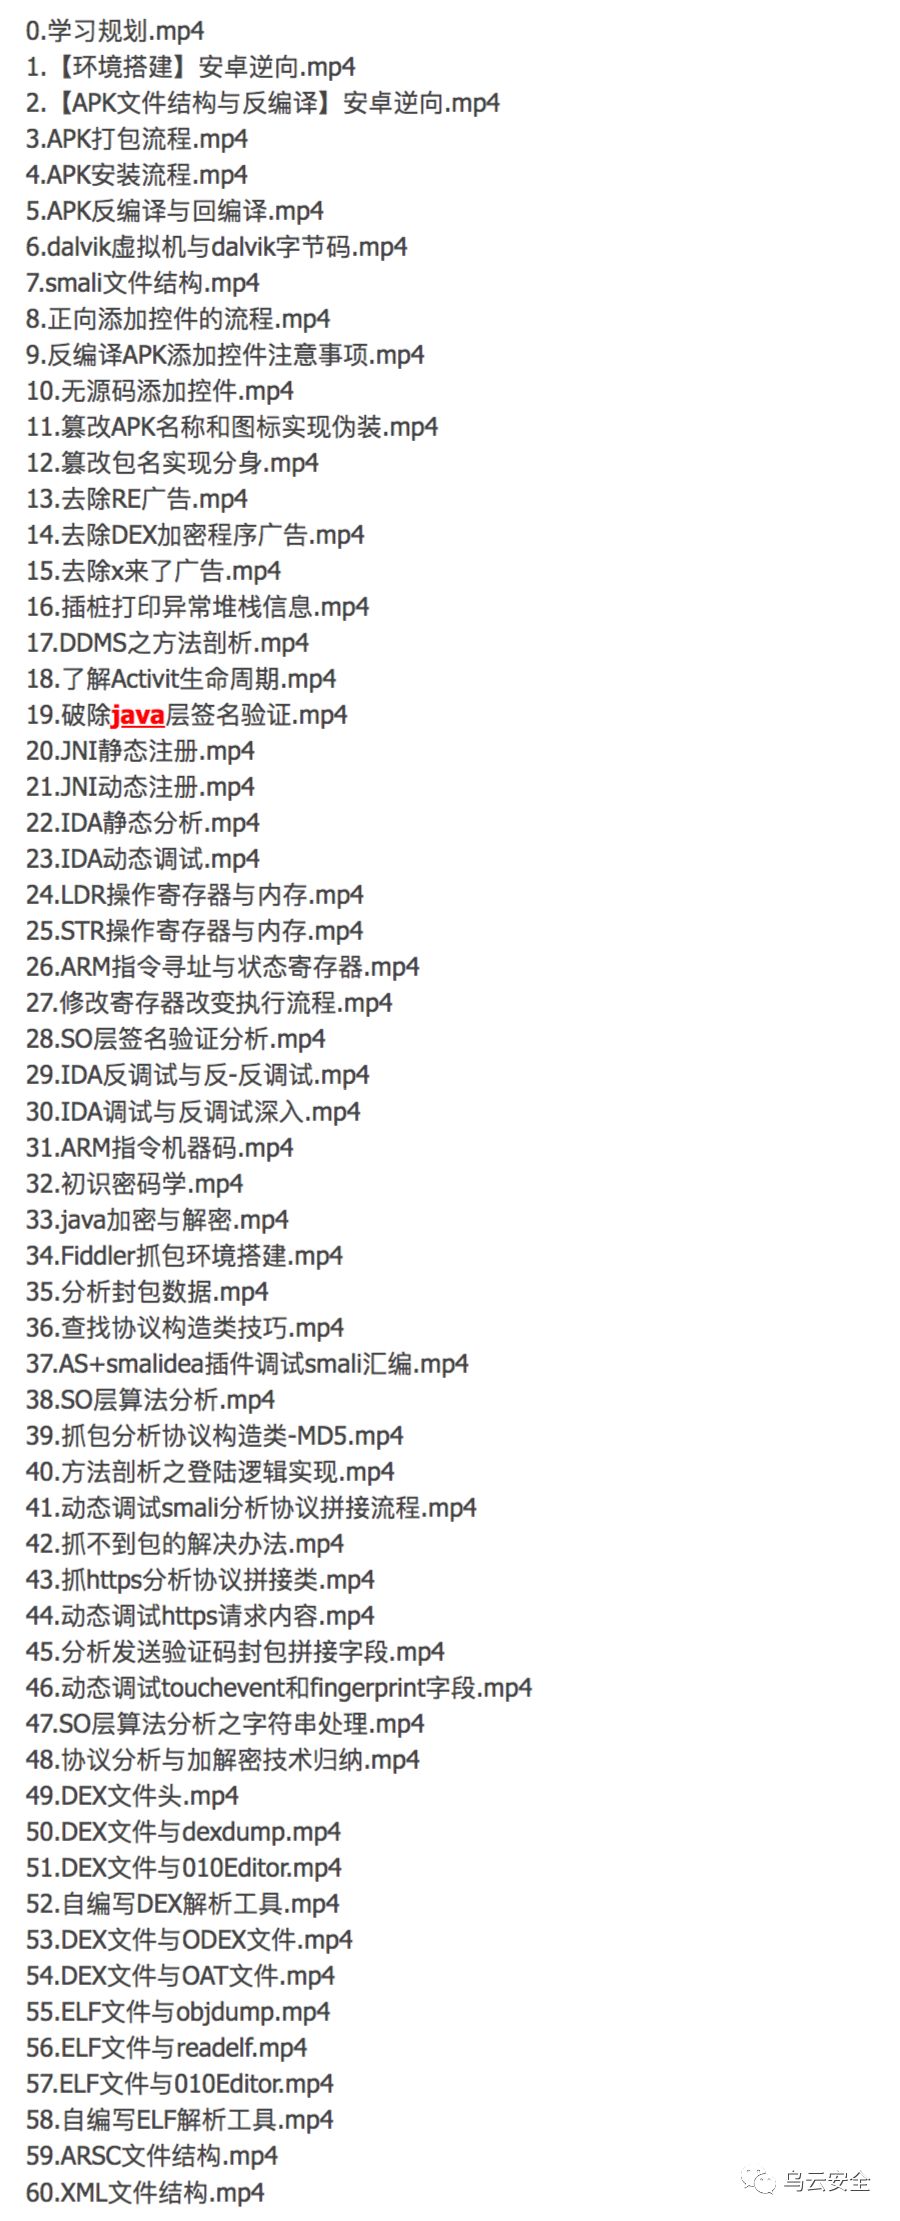 0.学习规划.mp4
1.【环境搭建】安卓逆向.mp4
2.【APK文件结构与反编译】安卓逆向.mp4
3.APK打包流程.mp4
4.APK安装流程.mp4
5.APK反编译与回编译.mp4
6.dalvik虚拟机与dalvik字节码.mp4
7.smali文件结构.mp4
8.正向添加控件的流程.mp4
9.反编译APK添加控件注意事项.mp4
10.无源码添加控件.mp4
11.篡改APK名称和图标实现伪装.mp4
12.篡改包名实现分身.mp4
13.去除RE广告.mp4
14.去除DEX加密程序广告.mp4
15.去除x来了广告.mp4
16.插桩打印异常堆栈信息.mp4
17.DDMS之方法剖析.mp4
18.了解Activit生命周期.mp4
19.破除java层签名验证.mp4
20.JNI静态注册.mp4
21.JNI动态注册.mp4
22.IDA静态分析.mp4
23.IDA动态调试.mp4
24.LDR操作寄存器与内存.mp4
25.STR操作寄存器与内存.mp4
26.ARM指令寻址与状态寄存器.mp4
27.修改寄存器改变执行流程.mp4
28.SO层签名验证分析.mp4
29.IDA反调试与反-反调试.mp4
30.IDA调试与反调试深入.mp4
31.ARM指令机器码.mp4
32.初识密码学.mp4
33.java加密与解密.mp4
34.Fiddler抓包环境搭建.mp4
35.分析封包数据.mp4
36.查找协议构造类技巧.mp4
37.AS+smalidea插件调试smali汇编.mp4
38.SO层算法分析.mp4
39.抓包分析协议构造类-MD5.mp4
40.方法剖析之登陆逻辑实现.mp4
41.动态调试smali分析协议拼接流程.mp4
42.抓不到包的解决办法.mp4
43.抓https分析协议拼接类.mp4
44.动态调试https请求内容.mp4
45.分析发送验证码封包拼接字段.mp4
46.动态调试touchevent和fingerprint字段.mp4
47.SO层算法分析之字符串处理.mp4
48.协议分析与加解密技术归纳.mp4
49.DEX文件头.mp4
50.DEX文件与dexdump.mp4
51.DEX文件与010Editor.mp4
52.自编写DEX解析工具.mp4
53.DEX文件与ODEX文件.mp4
54.DEX文件与OAT文件.mp4
55.ELF文件与objdump.mp4
56.ELF文件与readelf.mp4
57.ELF文件与010Editor.mp4
58.自编写ELF解析工具.mp4
59.ARSC文件结构.mp4
60.XML文件结构.mp4
乌云安全